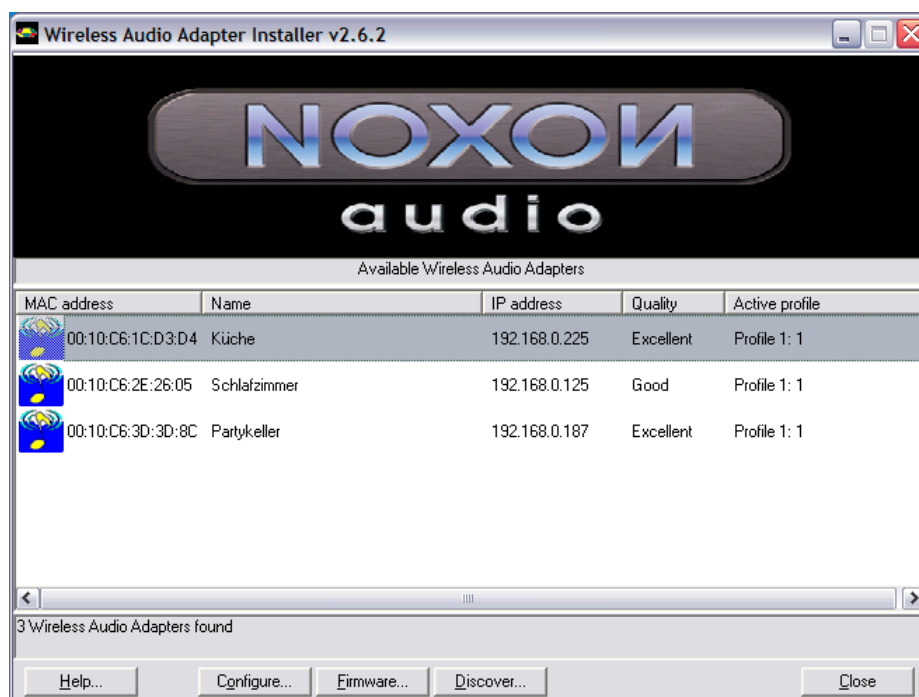 Wireless Audio Adapter Installer v2.6.2
NOXON
audio
Available Wireless Audio Adapters
MAC address Name IP address Quality Active profile
00:10:C6:1C:D3:D4 Küche 192.168.0.225 Excellent Profile 1: 1
00:10:C6:2E:26:05 Schlafzimmer 192.168.0.125 Good Profile 1: 1
00:10:C6:3D:3D:8C Partykeller 192.168.0.187 Excellent Profile 1: 1
3 Wireless Audio Adapters found
Help... Configure... Firmware... Discover... Close